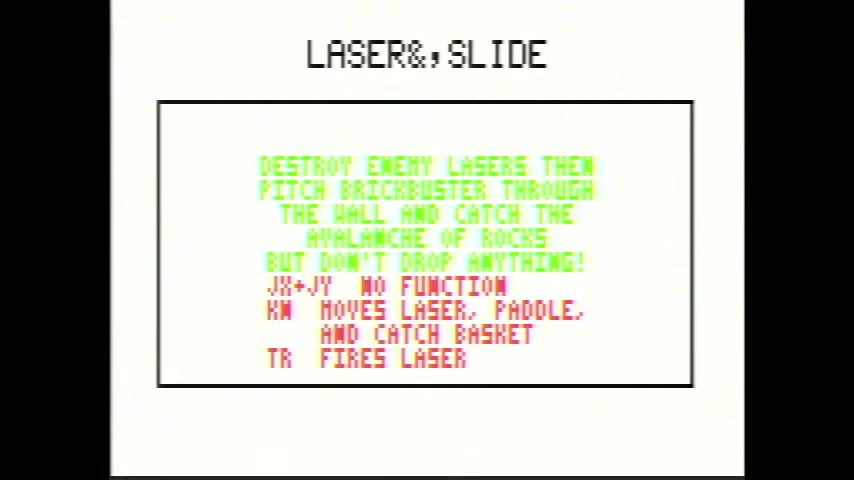 LASER&,SLIDE
DESTROY ENEMY LASERS THEN
PITCH BRICKBUSTER THROUGH
THE WALL AND CATCH THE
AVALANCHE OF ROCKS
BUT DON'T DROP ANYTHING!
JX+JY NO FUNCTION
KN MOVES LASER, PADDLE,
AND CATCH BASKET
TR FIRES LASER